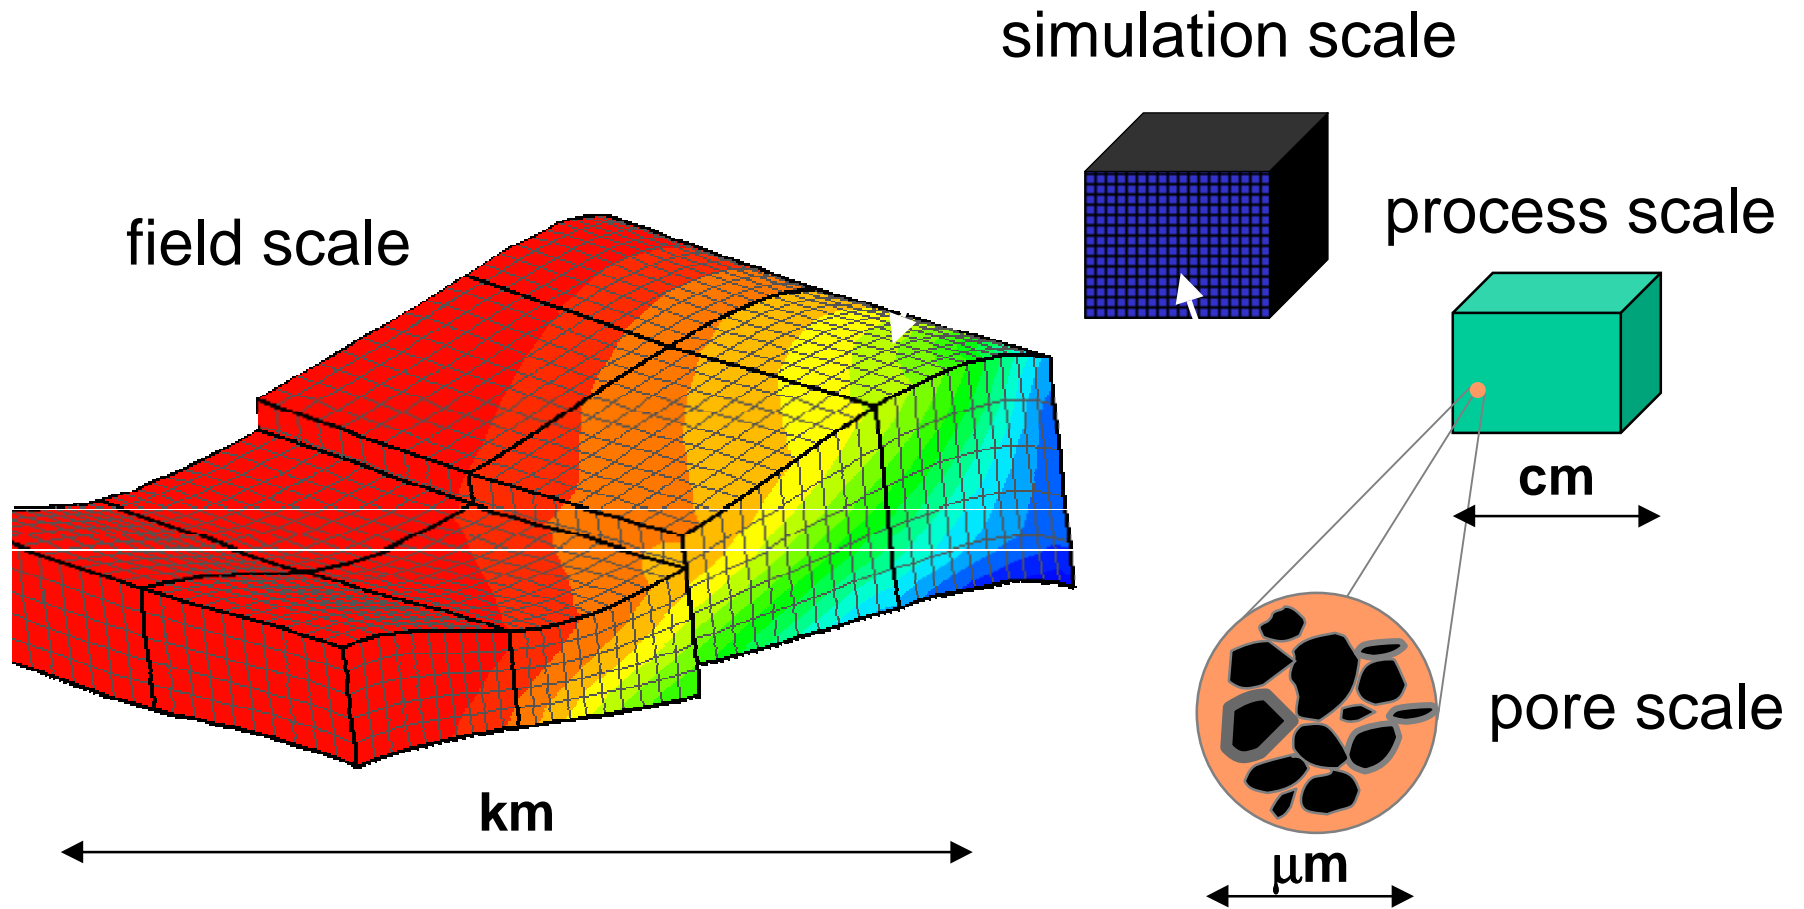 simulation scale
field scale
process scale
cm
pore scale
km
μm